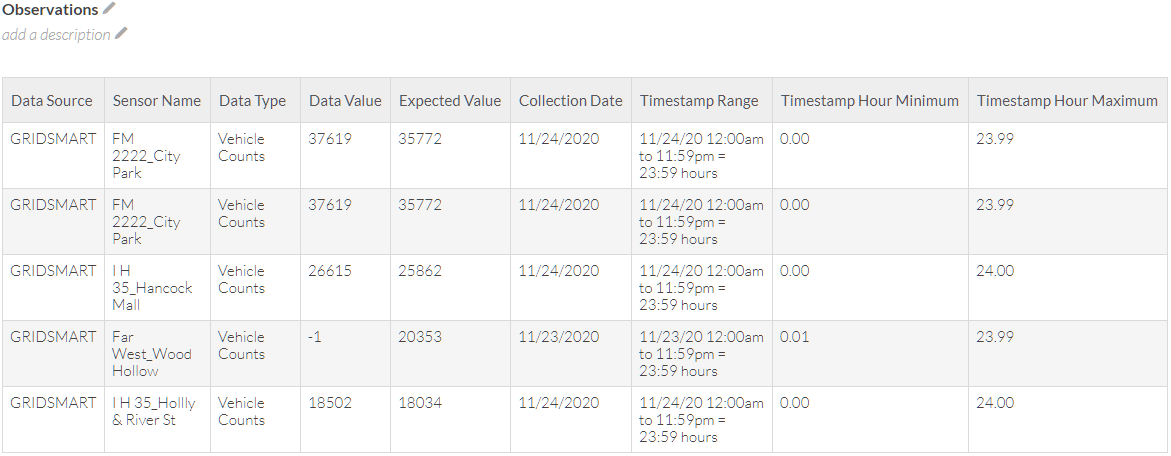 Observations
add a description
Data Source Sensor Name Data Type Data Value Expected Value Collection Date Timestamp Range Timestamp Hour Minimum Timestamp Hour Maximum
GRIDSMART FM Vehicle 37619 35772 11/24/2020 11/24/20 12:00am 0.00 23.99
2222_City Counts to 11:59pm =
Park 23:59 hours
GRIDSMART FM Vehicle 37619 35772 11/24/2020 11/24/20 12:00am 0.00 23.99
2222_City Counts to 11:59pm =
Park 23:59 hours
GRIDSMART I H Vehicle 26615 25862 11/24/2020 11/24/20 12:00am 0.00 24.00
35_Hancock Counts to 11:59pm =
Mall 23:59 hours
GRIDSMART Far Vehicle -1 20353 11/23/2020 11/23/20 12:00am 0.01 23.99
West_Wood Counts to 11:59pm =
Hollow 23:59 hours
GRIDSMART I H 35_Hollly Vehicle 18502 18034 11/24/2020 11/24/20 12:00am 0.00 24.00
& River St Counts to 11:59pm =
23:59 hours